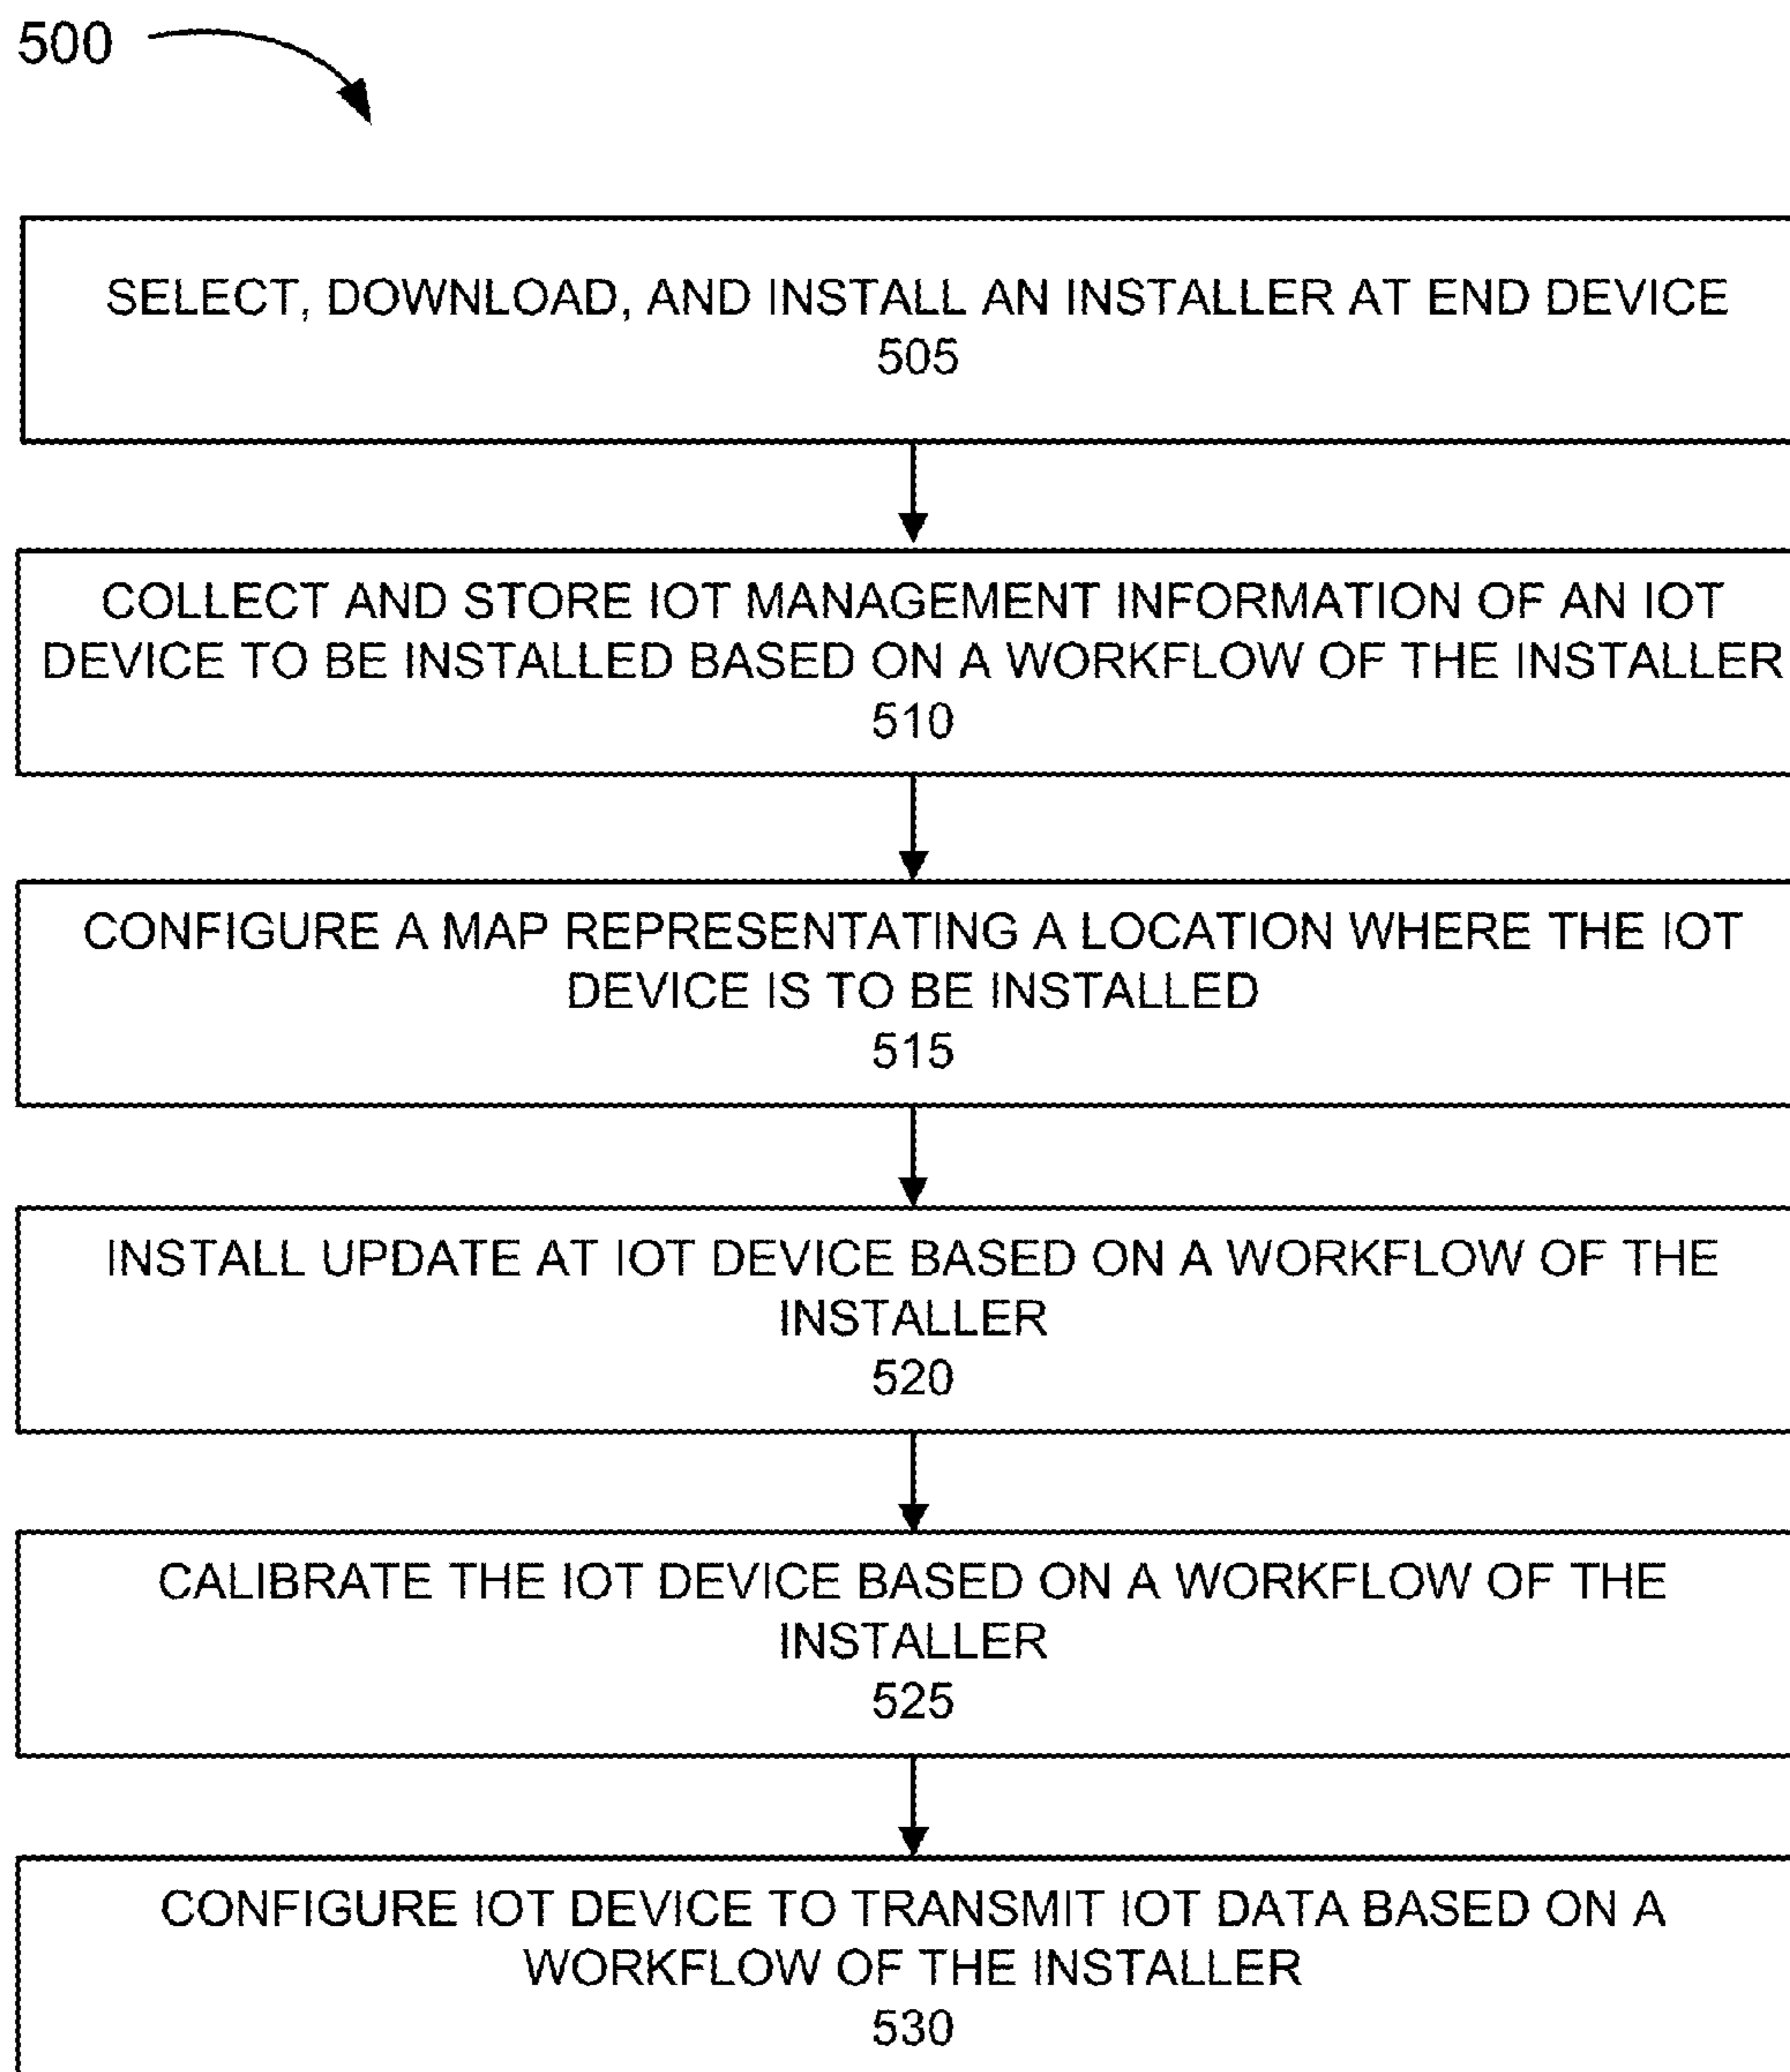 500
SELECT, DOWNLOAD, AND INSTALL AN INSTALLER AT END DEVICE
505
COLLECT AND STORE IOT MANAGEMENT INFORMATION OF AN IOT
DEVICE TO BE INSTALLED BASED ON A WORKFLOW OF THE INSTALLER
510
CONFIGURE A MAP REPRESENTATING A LOCATION WHERE THE IOT
DEVICE IS TO BE INSTALLED
515
INSTALL UPDATE AT IOT DEVICE BASED ON A WORKFLOW OF THE
INSTALLER
520
CALIBRATE THE IOT DEVICE BASED ON A WORKFLOW OF THE
INSTALLER
525
CONFIGURE IOT DEVICE TO TRANSMIT IOT DATA BASED ON A
WORKFLOW OF THE INSTALLER
530